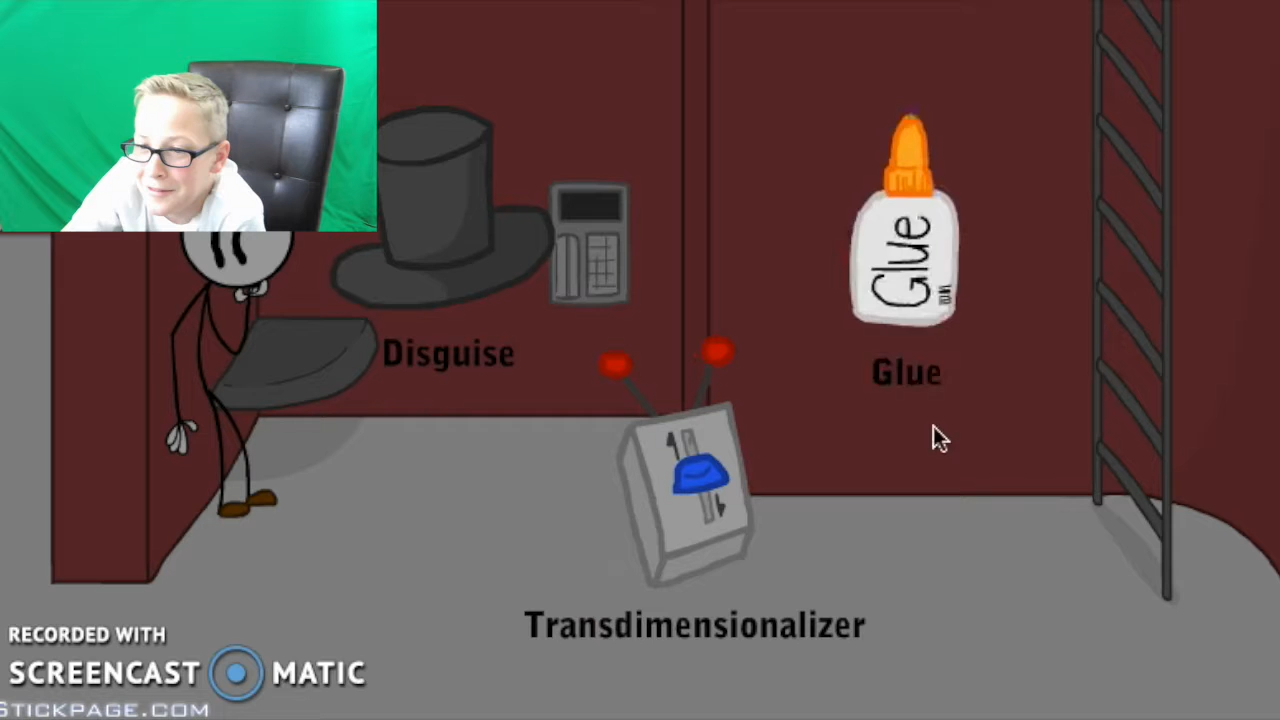 Glue
Disguise
Glue
Transdimensionalizer
RECORDED WITH
SCREENCAST MATIC
STICKPAGE.COM